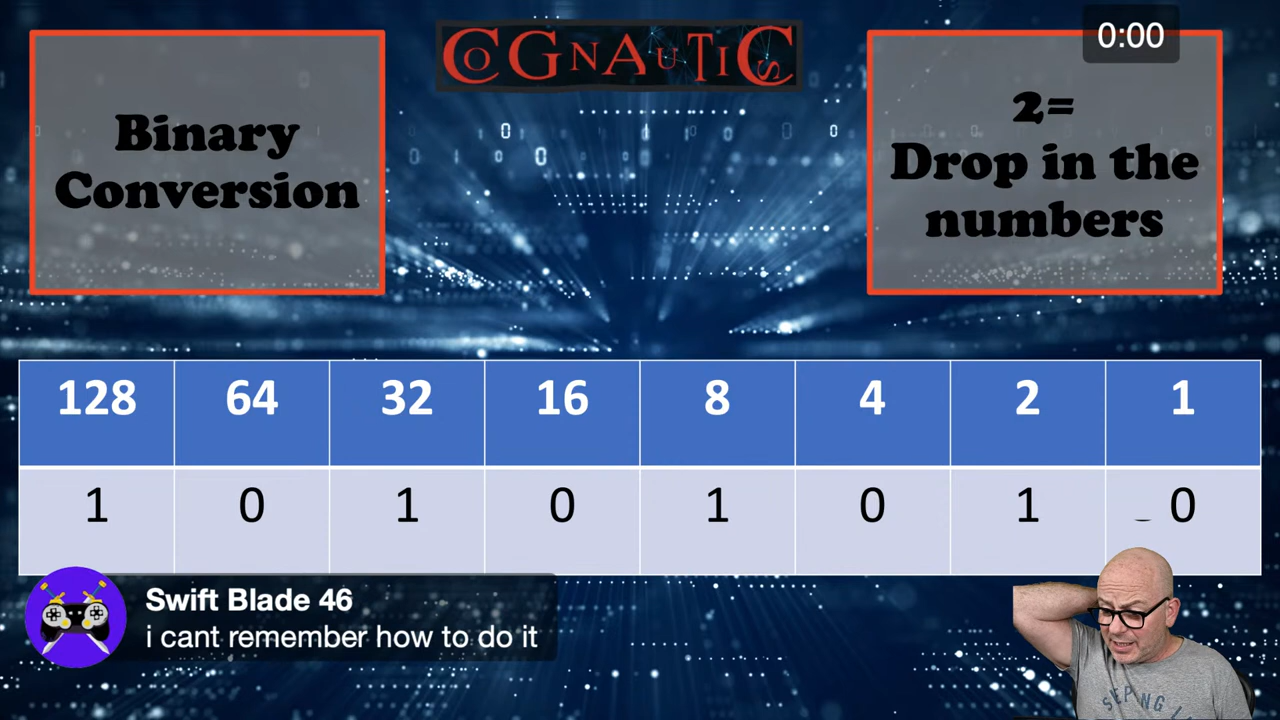 COGNAUTICS
0:00
Binary
Conversion
2=
Drop in the
numbers
128 64 32 16 8 4 2 1
1 0 1 0 1 0 1 0
Swift Blade 46
i cant remember how to do it